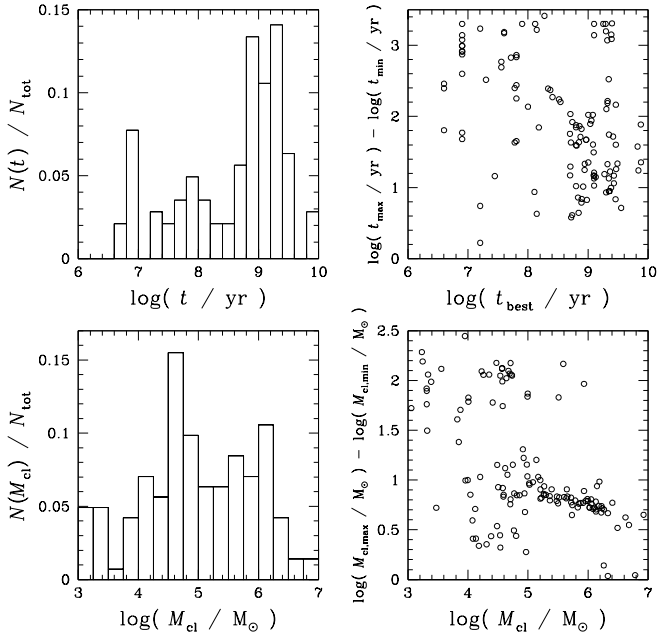 0.15
0.1
0.05
0
N(t) / N_tot
6 7 8 9 10
log( t / yr )
3
2
1
0
log( t_max / yr ) − log( t_min / yr )
6 7 8 9 10
log( t_best / yr )
0.15
0.1
0.05
0
N(M_cl) / N_tot
3 4 5 6 7
log( M_cl / M_⊙ )
2.5
2
1.5
1
0.5
0
log( M_cl,max / M_⊙ ) − log( M_cl,min / M_⊙ )
3 4 5 6 7
log( M_cl / M_⊙ )